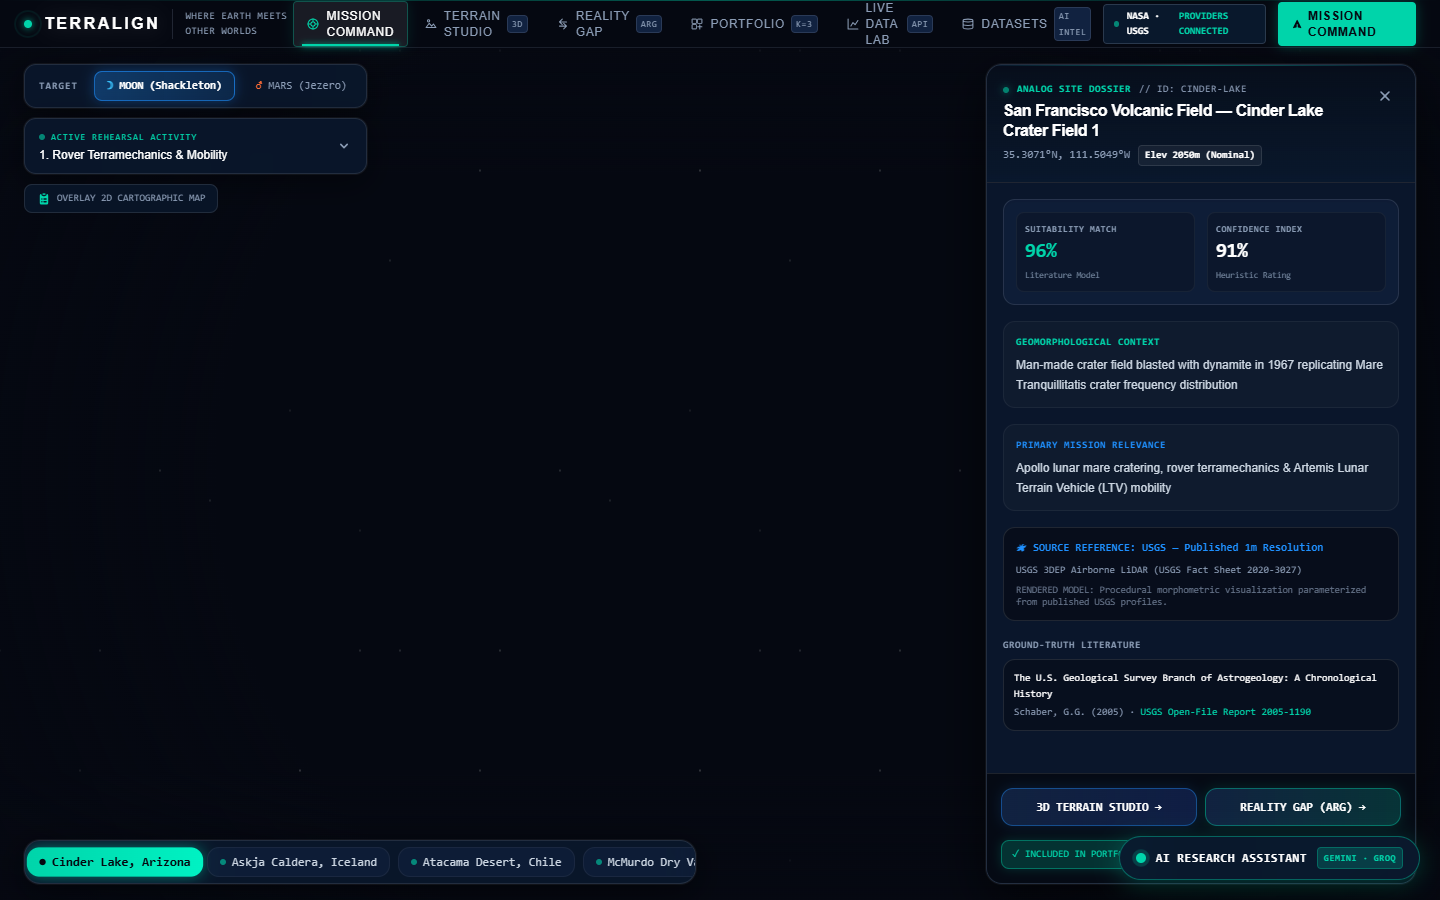 TERRALIGN
WHERE EARTH MEETS
OTHER WORLDS
MISSION
COMMAND
TERRAIN
STUDIO
3D
REALITY
GAP
ARG
PORTFOLIO
K=3
LIVE
DATA
LAB
API
DATASETS
AI
INTEL
NASA ·
USGS
PROVIDERS
CONNECTED
MISSION
COMMAND
TARGET
MOON (Shackleton)
MARS (Jezero)
ACTIVE REHEARSAL ACTIVITY
1. Rover Terramechanics & Mobility
OVERLAY 2D CARTOGRAPHIC MAP
ANALOG SITE DOSSIER // ID: CINDER-LAKE
San Francisco Volcanic Field — Cinder Lake
Crater Field 1
35.3071°N, 111.5049°W
Elev 2050m (Nominal)
SUITABILITY MATCH
96%
Literature Model
CONFIDENCE INDEX
91%
Heuristic Rating
GEOMORPHOLOGICAL CONTEXT
Man-made crater field blasted with dynamite in 1967 replicating Mare
Tranquillitatis crater frequency distribution
PRIMARY MISSION RELEVANCE
Apollo lunar mare cratering, rover terramechanics & Artemis Lunar
Terrain Vehicle (LTV) mobility
SOURCE REFERENCE: USGS — Published 1m Resolution
USGS 3DEP Airborne LiDAR (USGS Fact Sheet 2020-3027)
RENDERED MODEL: Procedural morphometric visualization parameterized
from published USGS profiles.
GROUND-TRUTH LITERATURE
The U.S. Geological Survey Branch of Astrogeology: A Chronological
History
Schaber, G.G. (2005) · USGS Open-File Report 2005-1190
3D TERRAIN STUDIO →
REALITY GAP (ARG) →
✓ INCLUDED IN PORTF
AI RESEARCH ASSISTANT
GEMINI · GROQ
Cinder Lake, Arizona
Askja Caldera, Iceland
Atacama Desert, Chile
McMurdo Dry Va